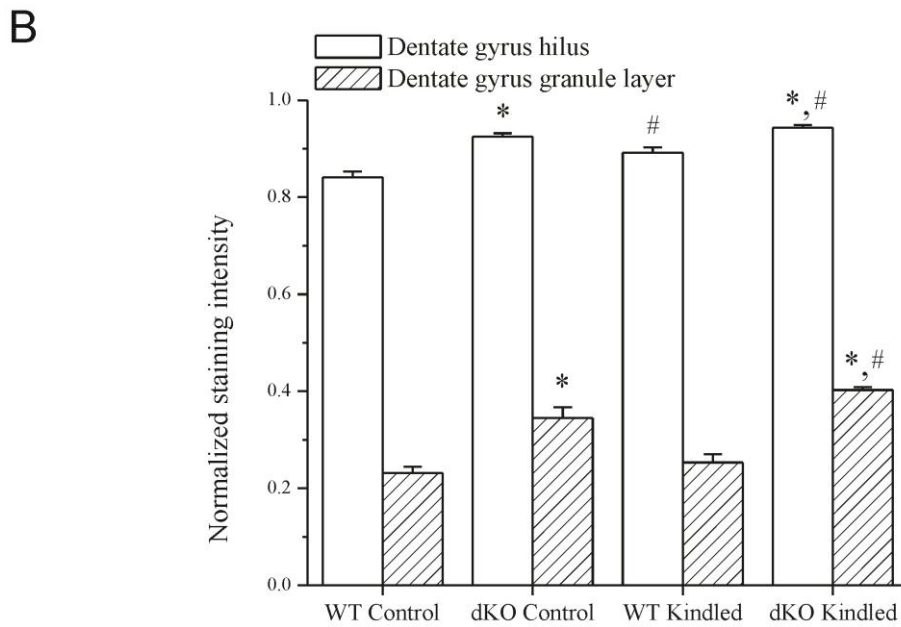 B
Dentate gyrus hilus
Dentate gyrus granule layer
Normalized staining intensity
1.0
0.8
0.6
0.4
0.2
0.0
*
#
*,#
*
*,#
WT Control
dKO Control
WT Kindled
dKO Kindled